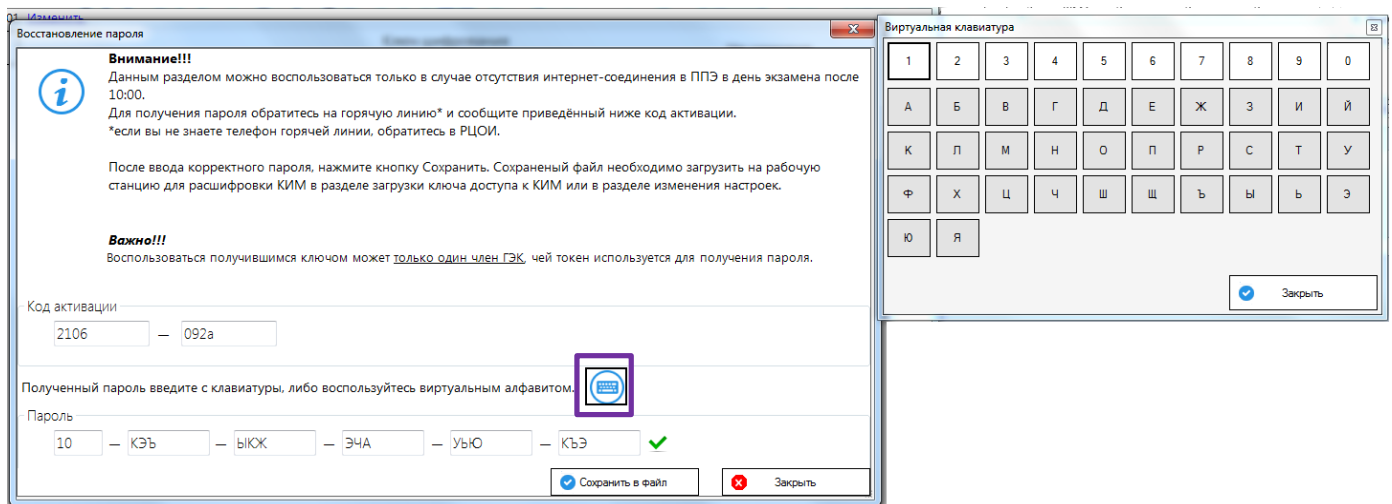 01 Изменить
Восстановление пароля
Внимание!!!
Данным разделом можно воспользоваться только в случае отсутствия интернет-соединения в ППЭ в день экзамена после
10:00.
Для получения пароля обратитесь на горячую линию* и сообщите приведённый ниже код активации.
*если вы не знаете телефон горячей линии, обратитесь в РЦОИ.
После ввода корректного пароля, нажмите кнопку Сохранить. Сохраненый файл необходимо загрузить на рабочую
станцию для расшифровки КИМ в разделе загрузки ключа доступа к КИМ или в разделе изменения настроек.
Важно!!!
Воспользоваться получившимся ключом может только один член ГЭК, чей токен используется для получения пароля.
Код активации
2106 — 092a
Полученный пароль введите с клавиатуры, либо воспользуйтесь виртуальным алфавитом.
Пароль
10 — КЭЪ — ЫКЖ — ЭЧА — УЬЮ — КЪЭ
Сохранить в файл Закрыть
Виртуальная клавиатура
1 2 3 4 5 6 7 8 9 0
А Б В Г Д Е Ж З И Й
К Л М Н О П Р С Т У
Ф Х Ц Ч Ш Щ Ъ Ы Ь Э
Ю Я
Закрыть